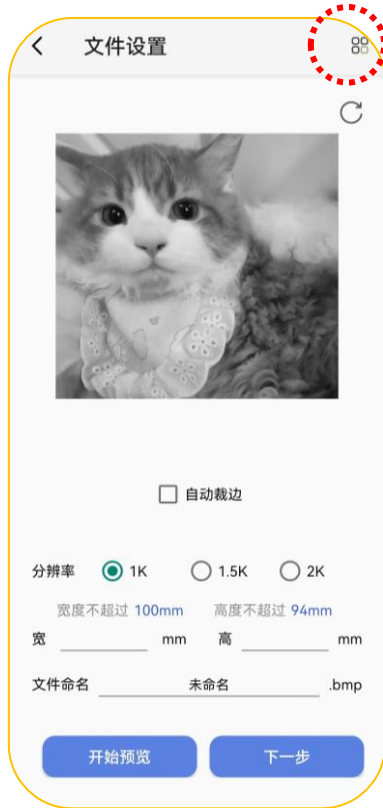 文件设置
自动裁边
分辨率 1K 1.5K 2K
宽度不超过 100mm 高度不超过 94mm
宽 mm 高 mm
文件命名 未命名 .bmp
开始预览 下一步